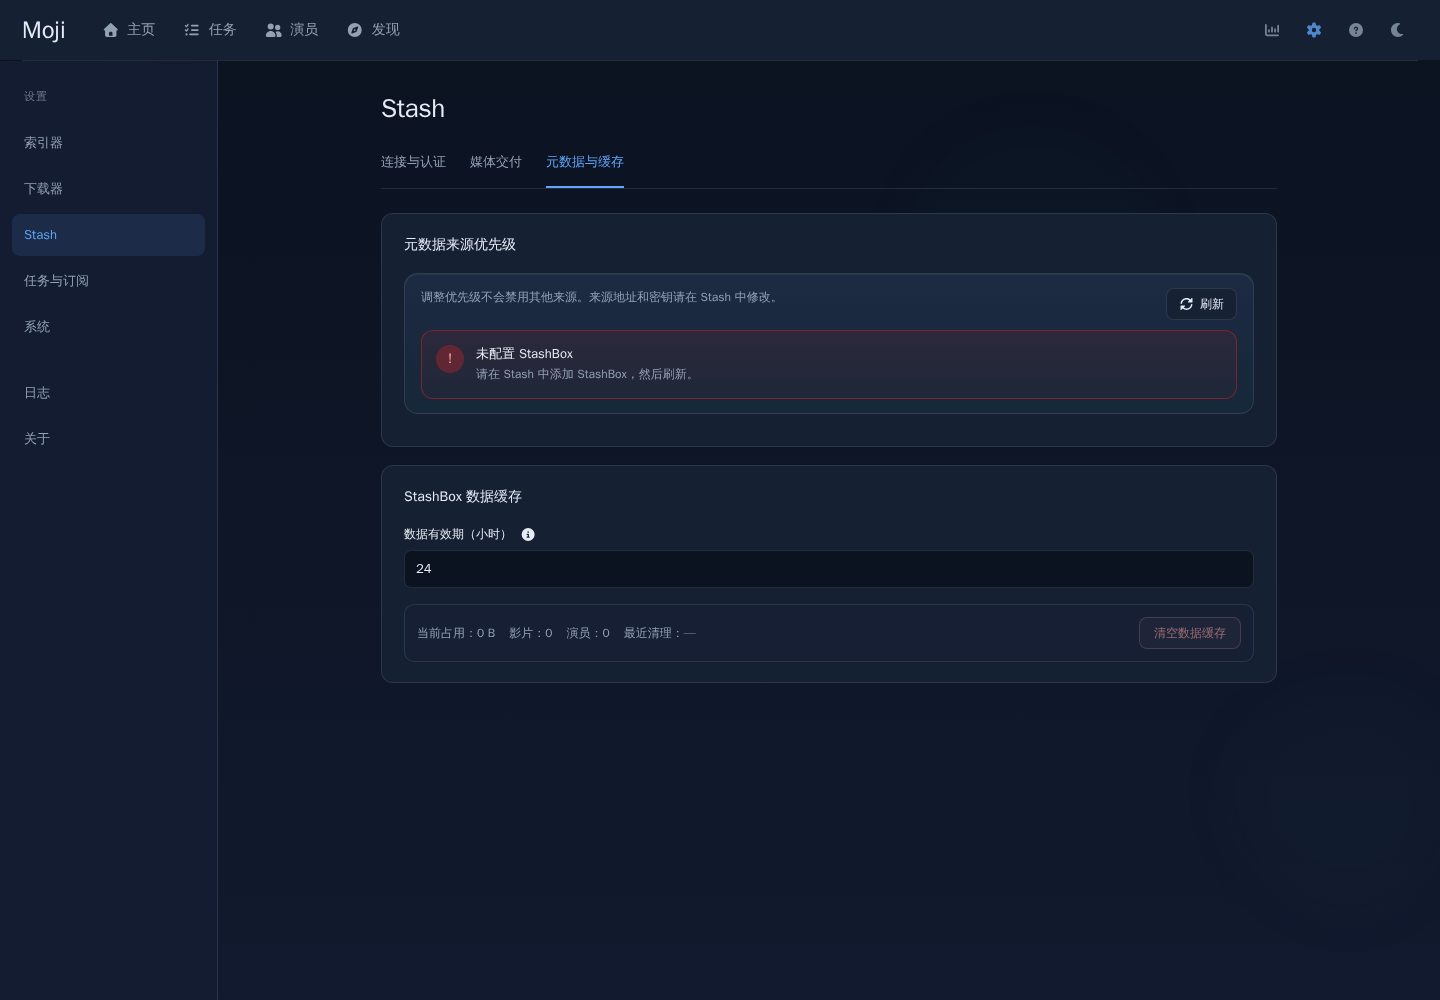 Moji
主页
任务
演员
发现
设置
索引器
下载器
Stash
任务与订阅
系统
日志
关于
Stash
连接与认证
媒体交付
元数据与缓存
元数据来源优先级
调整优先级不会禁用其他来源。来源地址和密钥请在 Stash 中修改。
刷新
!
未配置 StashBox
请在 Stash 中添加 StashBox，然后刷新。
StashBox 数据缓存
数据有效期（小时）
24
当前占用：0 B 影片：0 演员：0 最近清理：—
清空数据缓存